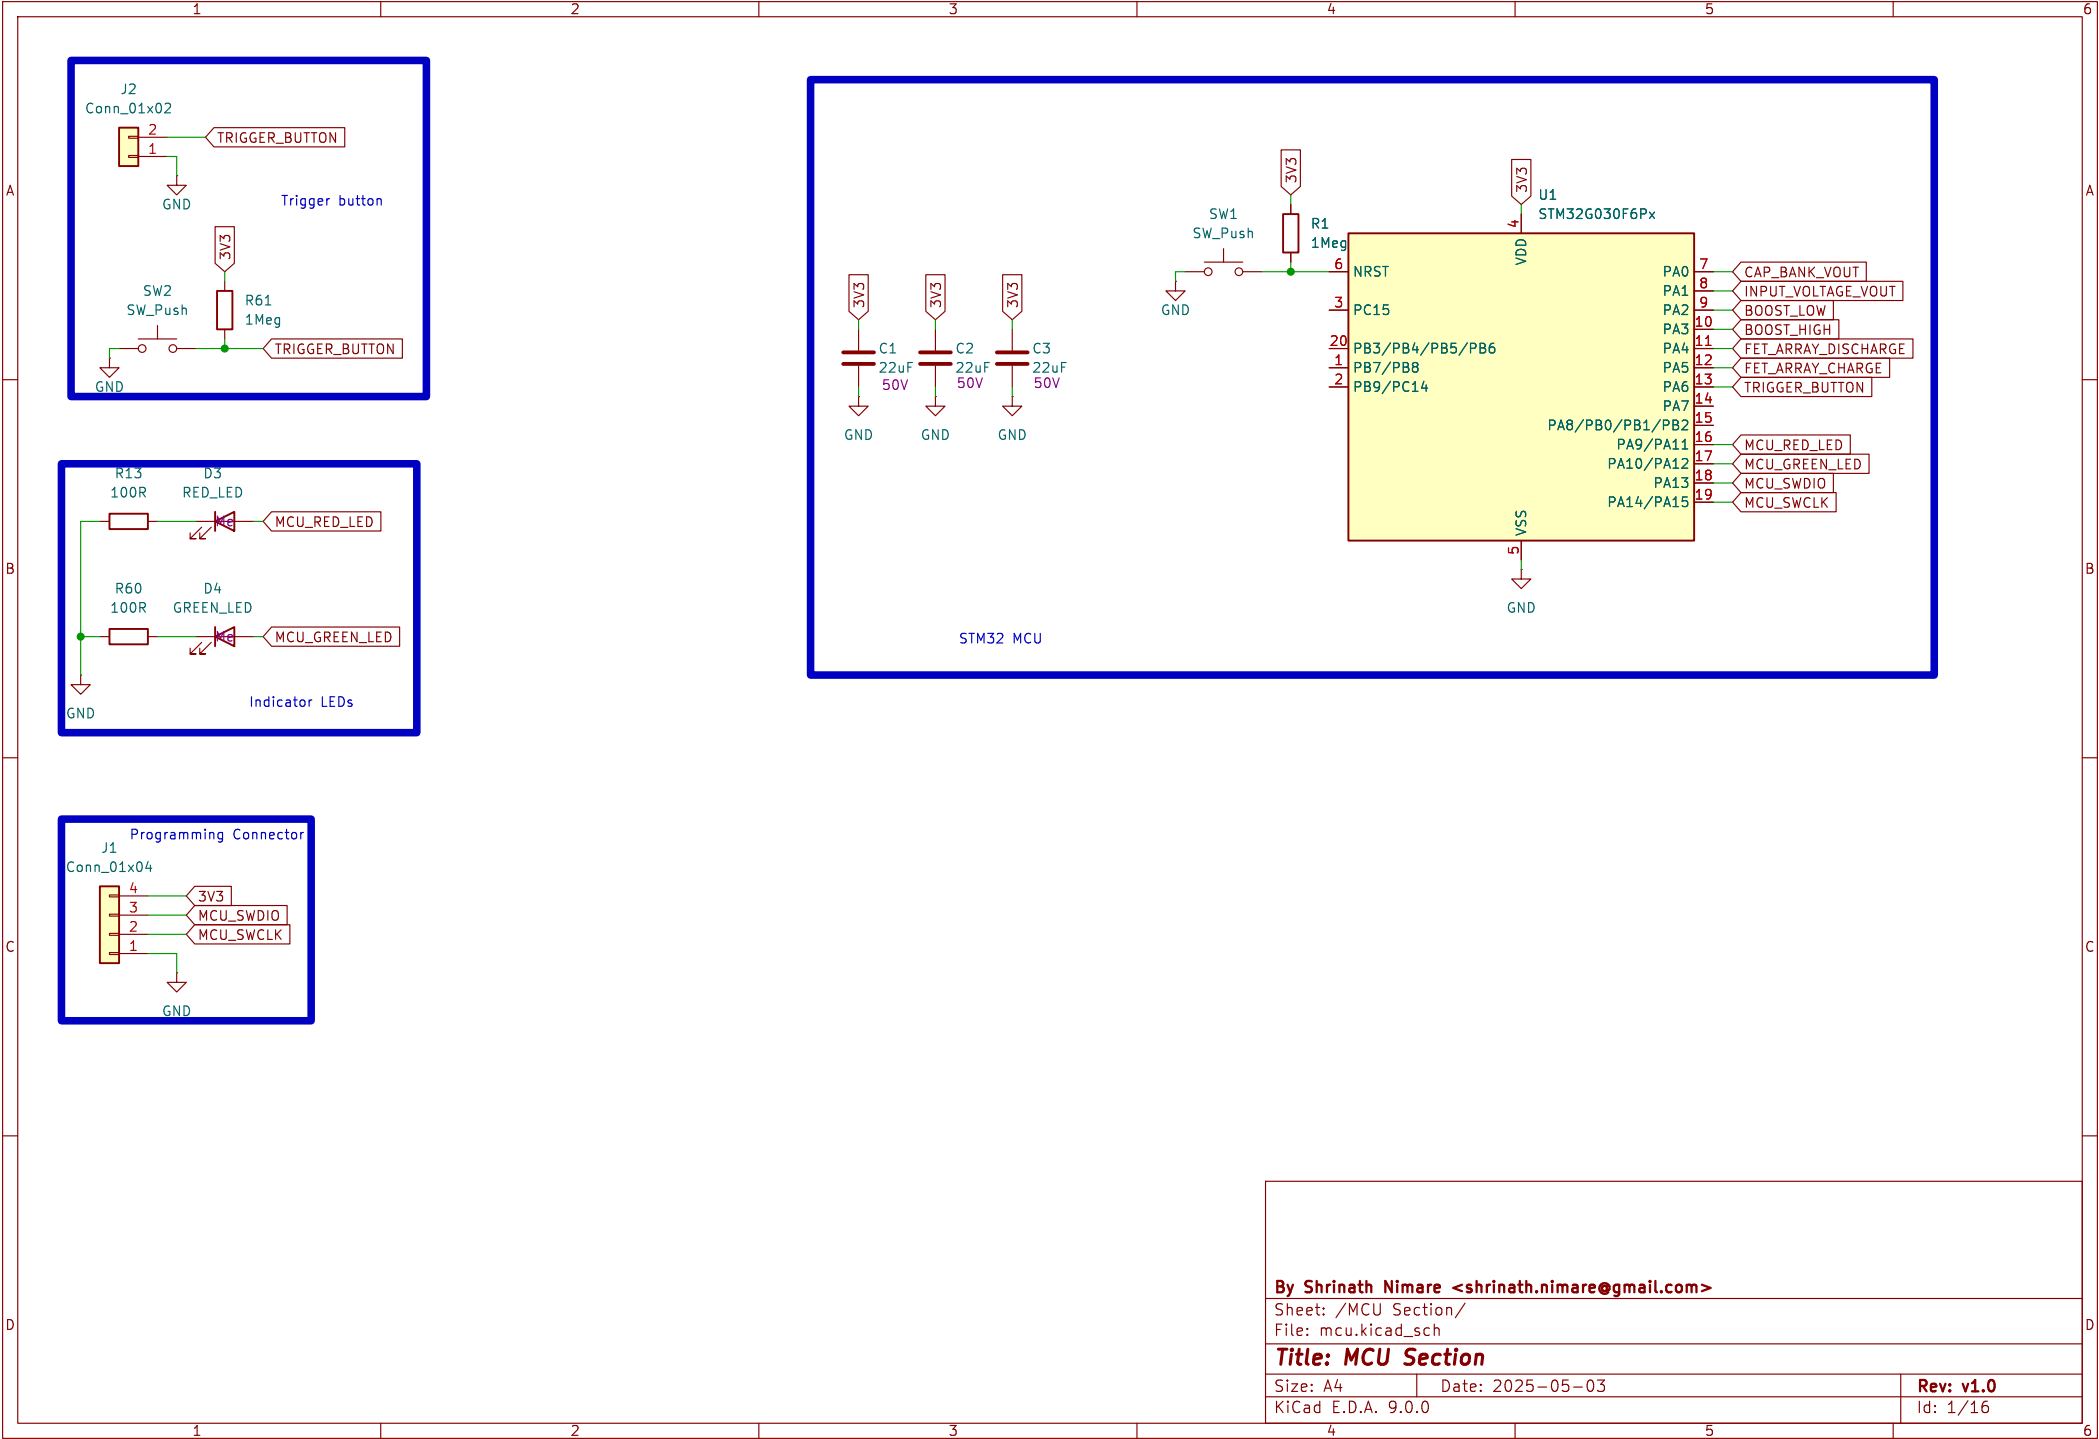 1 2 3 4 5 6
A
B
C
D
J2
Conn_01x02
2
TRIGGER_BUTTON
1
GND
Trigger button
3V3
SW2
SW_Push
R61
1Meg
TRIGGER_BUTTON
GND
R13
100R
D3
RED_LED
MCU_RED_LED
R60
100R
D4
GREEN_LED
MCU_GREEN_LED
GND
Indicator LEDs
Programming Connector
J1
Conn_01x04
4
3V3
3
MCU_SWDIO
2
MCU_SWCLK
1
GND
3V3
C1
22uF
50V
GND
3V3
C2
22uF
50V
GND
3V3
C3
22uF
50V
GND
SW1
SW_Push
GND
3V3
R1
1Meg
3V3
U1
STM32G030F6Px
4
VDD
6 NRST
3 PC15
20 PB3/PB4/PB5/PB6
1 PB7/PB8
2 PB9/PC14
PA0 7 CAP_BANK_VOUT
PA1 8 INPUT_VOLTAGE_VOUT
PA2 9 BOOST_LOW
PA3 10 BOOST_HIGH
PA4 11 FET_ARRAY_DISCHARGE
PA5 12 FET_ARRAY_CHARGE
PA6 13 TRIGGER_BUTTON
PA7 14
PA8/PB0/PB1/PB2 15
PA9/PA11 16 MCU_RED_LED
PA10/PA12 17 MCU_GREEN_LED
PA13 18 MCU_SWDIO
PA14/PA15 19 MCU_SWCLK
VSS
5
GND
STM32 MCU
By Shrinath Nimare <shrinath.nimare@gmail.com>
Sheet: /MCU Section/
File: mcu.kicad_sch
Title: MCU Section
Size: A4 Date: 2025-05-03 Rev: v1.0
KiCad E.D.A. 9.0.0 Id: 1/16
A
B
C
D
1 2 3 4 5 6